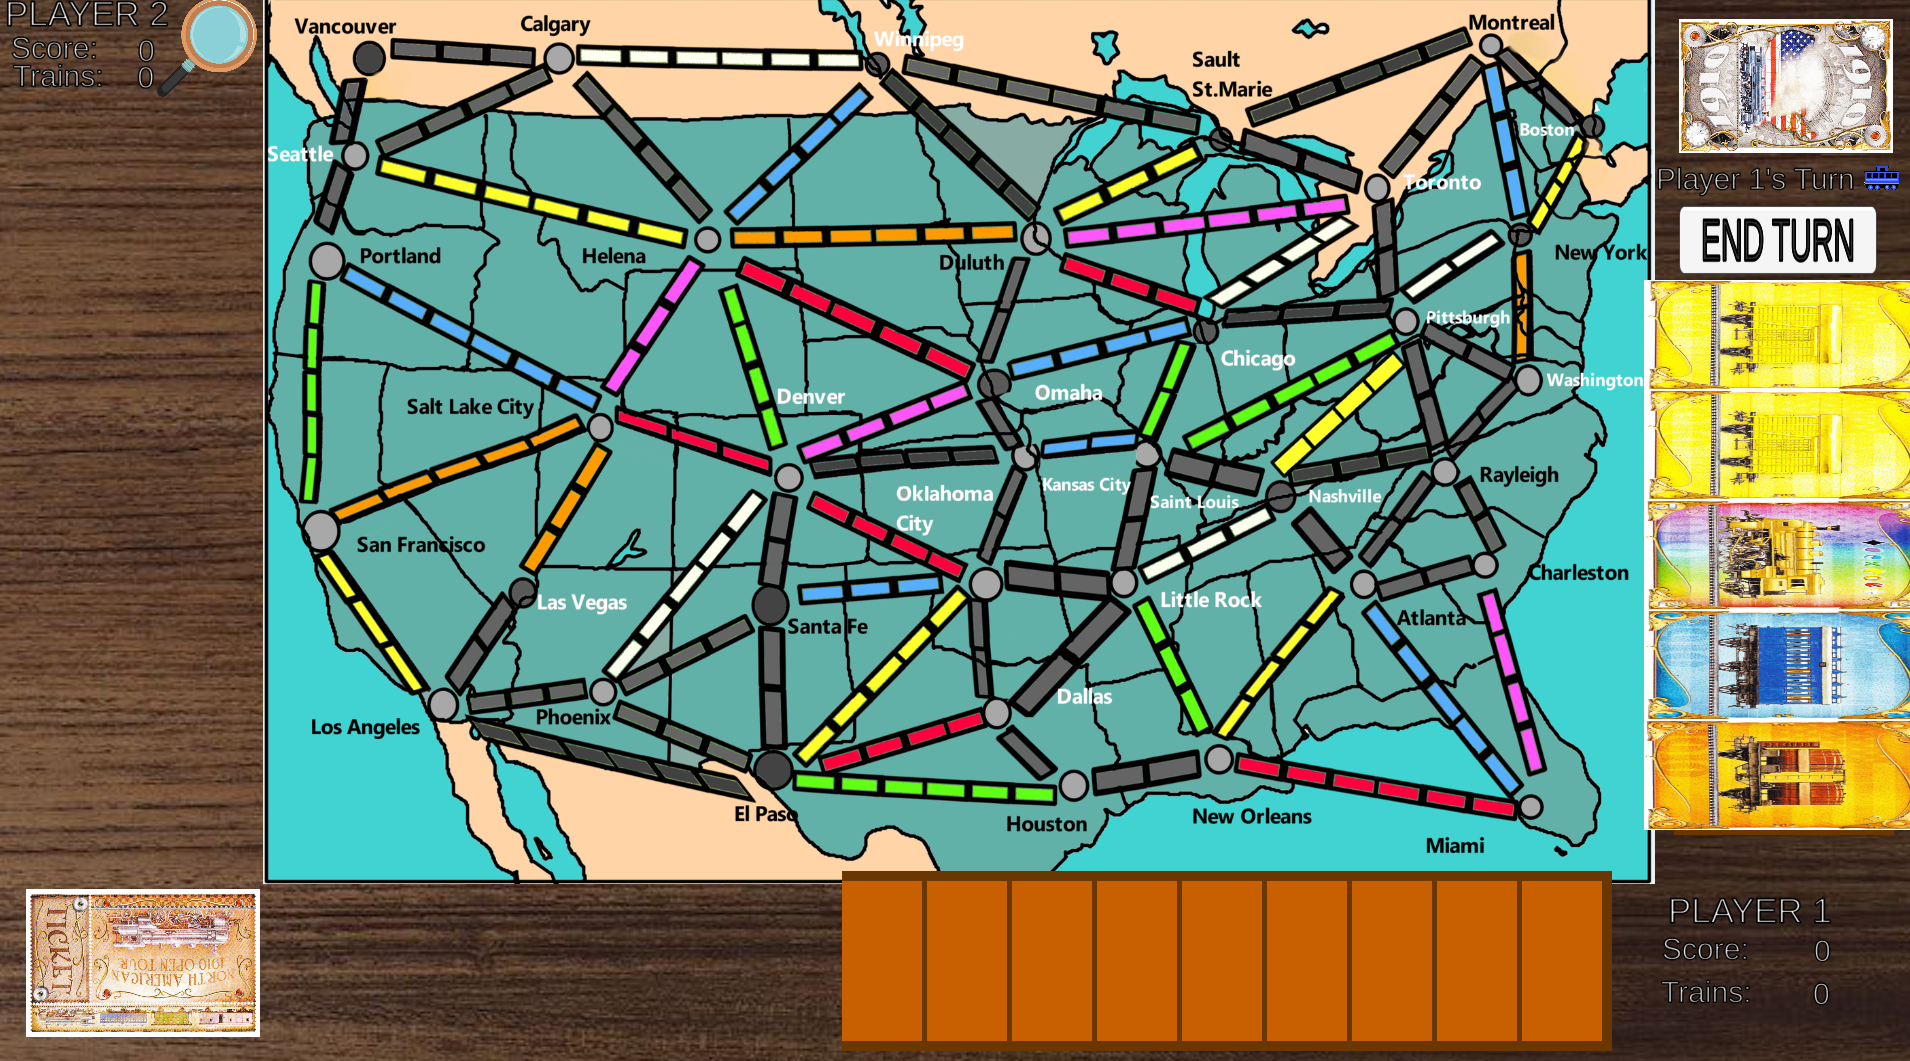 PLAYER 2
Score: 0
Trains: 0
Vancouver
Calgary
Winnipeg
Montreal
Sault
St.Marie
Boston
Seattle
Toronto
Portland
Helena
Duluth
New York
Pittsburgh
Chicago
Washington
Salt Lake City
Denver
Omaha
Kansas City
Saint Louis
Nashville
Rayleigh
Oklahoma
City
San Francisco
Charleston
Las Vegas
Little Rock
Atlanta
Santa Fe
Los Angeles
Phoenix
Dallas
El Paso
Houston
New Orleans
Miami
1910
1910
Player 1's Turn
END TURN
TICKET
NORTH AMERICAN
1910 OPEN TOUR
PLAYER 1
Score: 0
Trains: 0